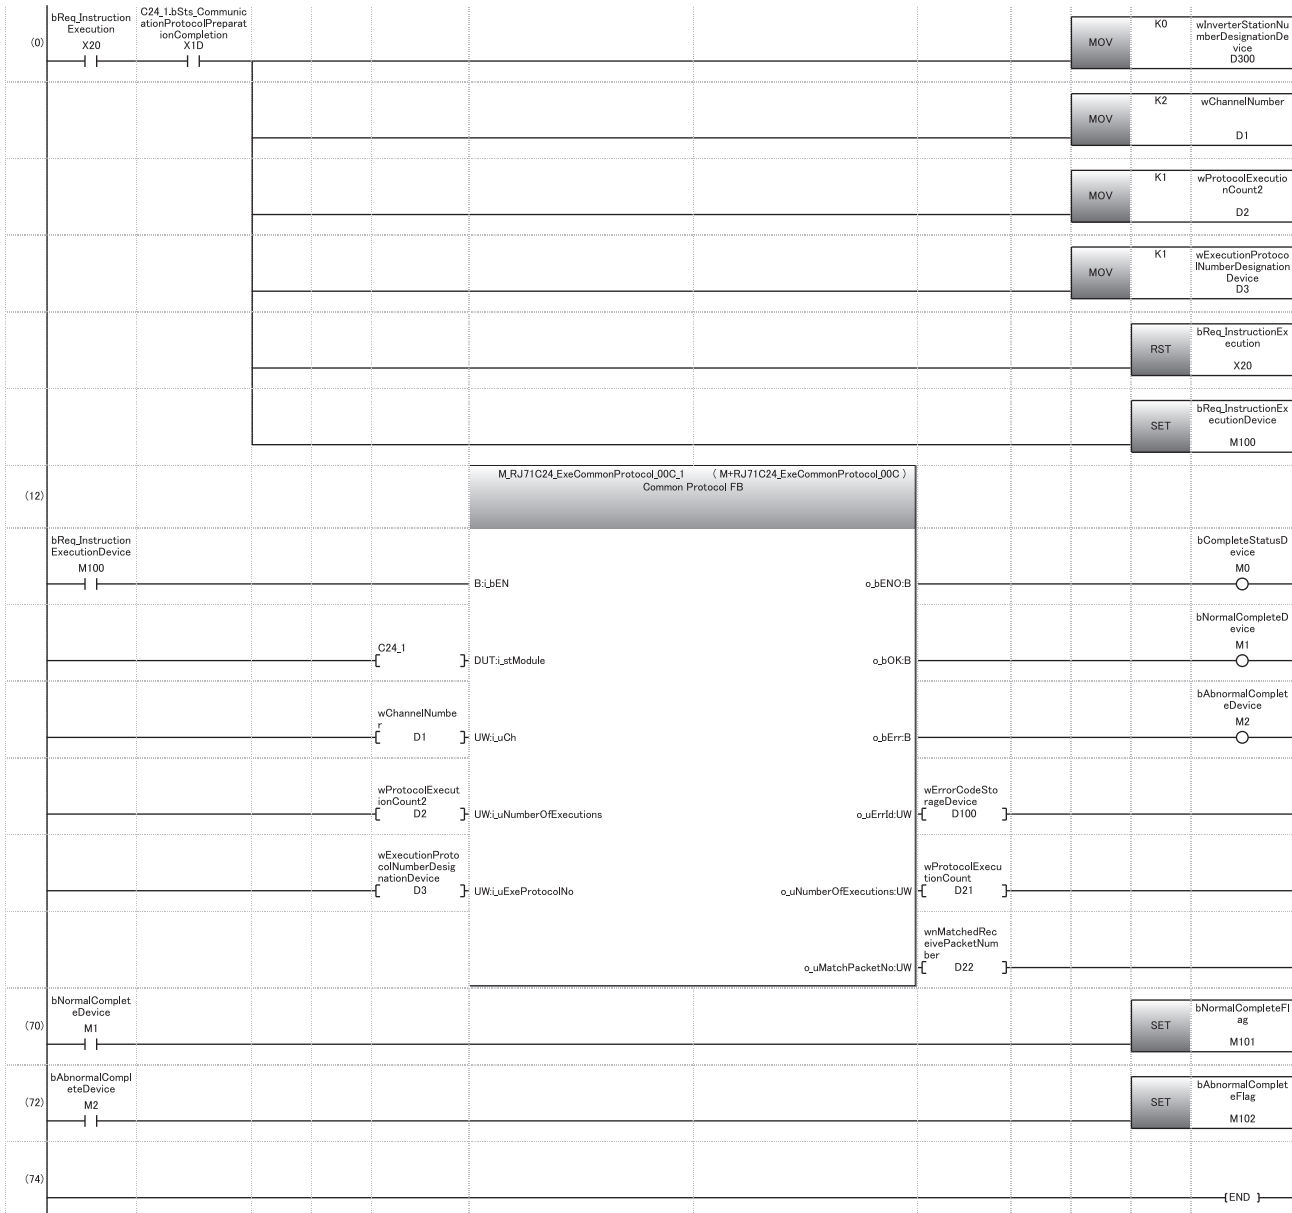 bReq_Instruction
Execution
X20
C24_1.bSts_Communic
ationProtocolPreparat
ionCompletion
X1D
(0)
MOV
K0
wInverterStationNu
mberDesignationDe
vice
D300
MOV
K2
wChannelNumber
D1
MOV
K1
wProtocolExecutio
nCount2
D2
MOV
K1
wExecutionProtoco
lNumberDesignation
Device
D3
RST
bReq_InstructionEx
ecution
X20
SET
bReq_InstructionEx
ecutionDevice
M100
(12)
M_RJ71C24_ExeCommonProtocol_00C_1 ( M+RJ71C24_ExeCommonProtocol_00C )
Common Protocol FB
bReq_Instruction
ExecutionDevice
M100
B:i_bEN
o_bENO:B
bCompleteStatusD
evice
M0
C24_1
DUT:i_stModule
o_bOK:B
bNormalCompleteD
evice
M1
wChannelNumbe
r
D1
UW:i_uCh
o_bErr:B
bAbnormalComplet
eDevice
M2
wProtocolExecut
ionCount2
D2
UW:i_uNumberOfExecutions
o_uErrId:UW
wErrorCodeSto
rageDevice
D100
wExecutionProto
colNumberDesig
nationDevice
D3
UW:i_uExeProtocolNo
o_uNumberOfExecutions:UW
wProtocolExecu
tionCount
D21
o_uMatchPacketNo:UW
wnMatchedRec
eivePacketNum
ber
D22
(70)
bNormalComplet
eDevice
M1
SET
bNormalCompleteFl
ag
M101
(72)
bAbnormalCompl
eteDevice
M2
SET
bAbnormalComplet
eFlag
M102
(74)
END